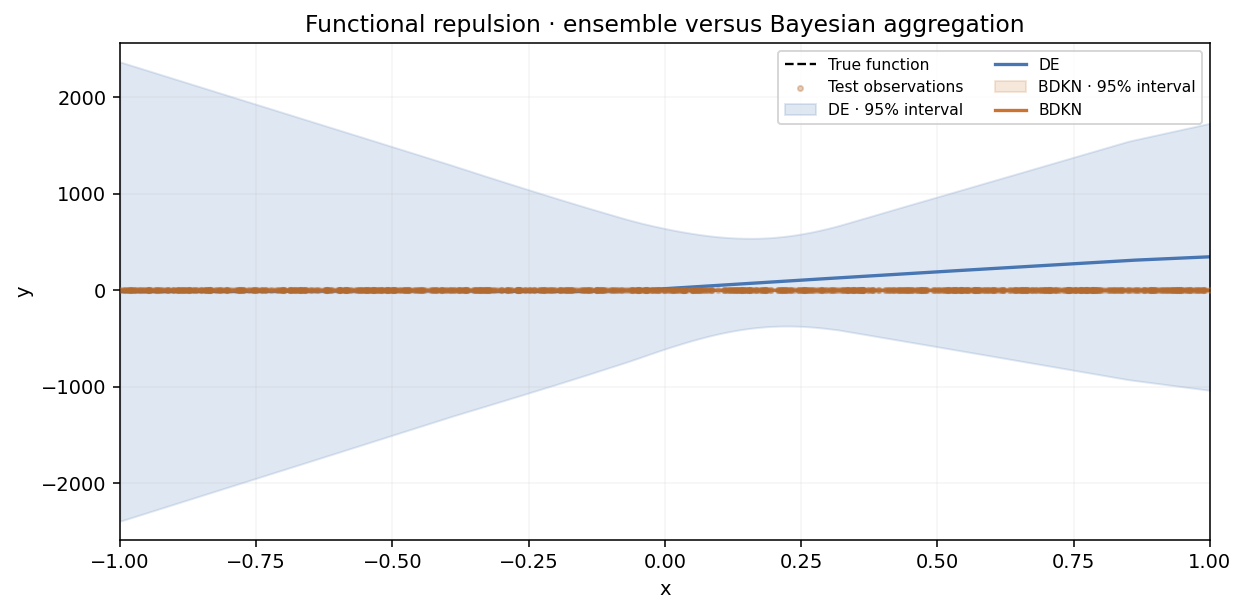 Functional repulsion · ensemble versus Bayesian aggregation
True function
Test observations
DE · 95% interval
DE
BDKN · 95% interval
BDKN
y
2000
1000
0
−1000
−2000
−1.00 −0.75 −0.50 −0.25 0.00 0.25 0.50 0.75 1.00
x